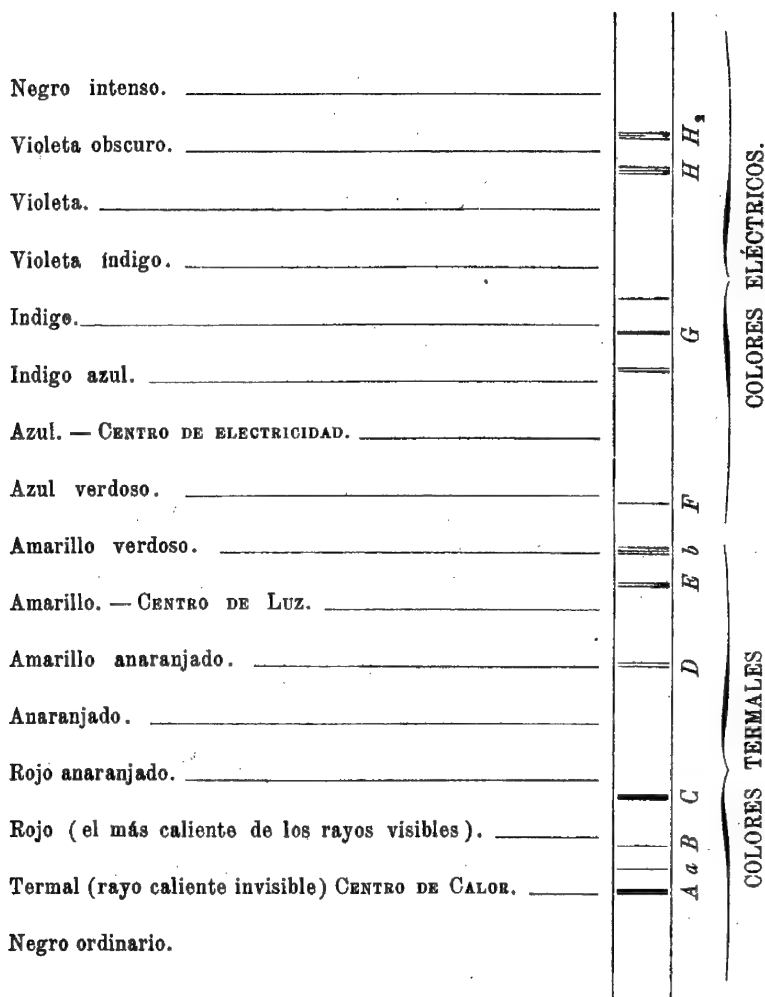 Negro intenso.
Violeta obscuro.
Violeta.
Violeta índigo.
Indigo.
Indigo azul.
Azul. — CENTRO DE ELECTRICIDAD.
Azul verdoso.
Amarillo verdoso.
Amarillo. — CENTRO DE LUZ.
Amarillo anaranjado.
Anaranjado.
Rojo anaranjado.
Rojo (el más caliente de los rayos visibles).
Termal (rayo caliente invisible) CENTRO DE CALOR.
Negro ordinario.
H₂
H
G
F
b
E
D
C
B
a
A
COLORES ELÉCTRICOS.
COLORES TERMALES